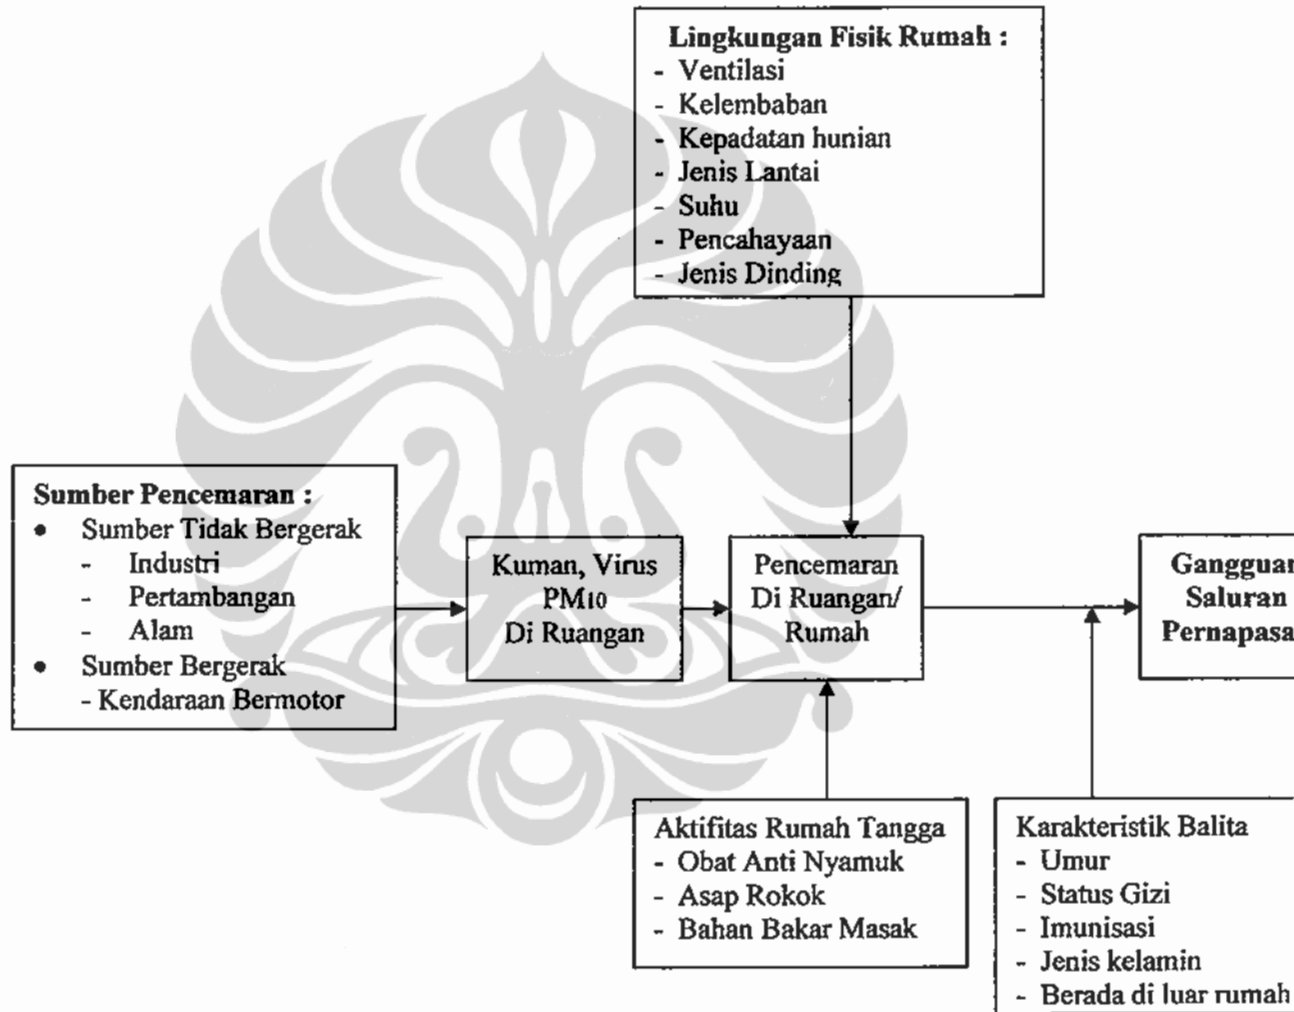 Lingkungan Fisik Rumah :
- Ventilasi
- Kelembaban
- Kepadatan hunian
- Jenis Lantai
- Suhu
- Pencahayaan
- Jenis Dinding
Sumber Pencemaran :
• Sumber Tidak Bergerak
- Industri
- Pertambangan
- Alam
• Sumber Bergerak
- Kendaraan Bermotor
Kuman, Virus
PM10
Di Ruangan
Pencemaran
Di Ruangan/
Rumah
Saluran
Aktifitas Rumah Tangga
- Obat Anti Nyamuk
- Asap Rokok
- Bahan Bakar Masak
Karakteristik Balita
- Umur
- Status Gizi
- Imunisasi
- Jenis kelamin
- Berada di luar rumah